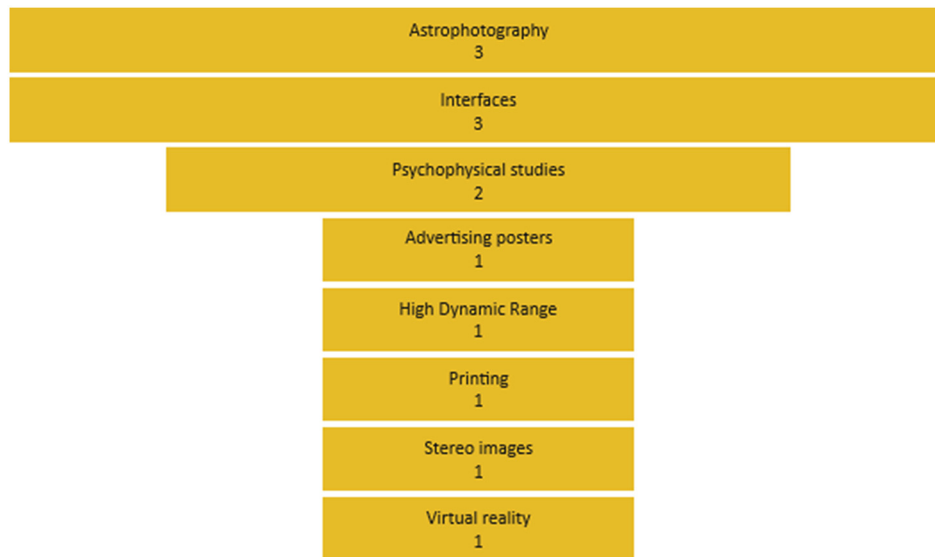 Astrophotography
3
Interfaces
3
Psychophysical studies
2
Advertising posters
1
High Dynamic Range
1
Printing
1
Stereo images
1
Virtual reality
1